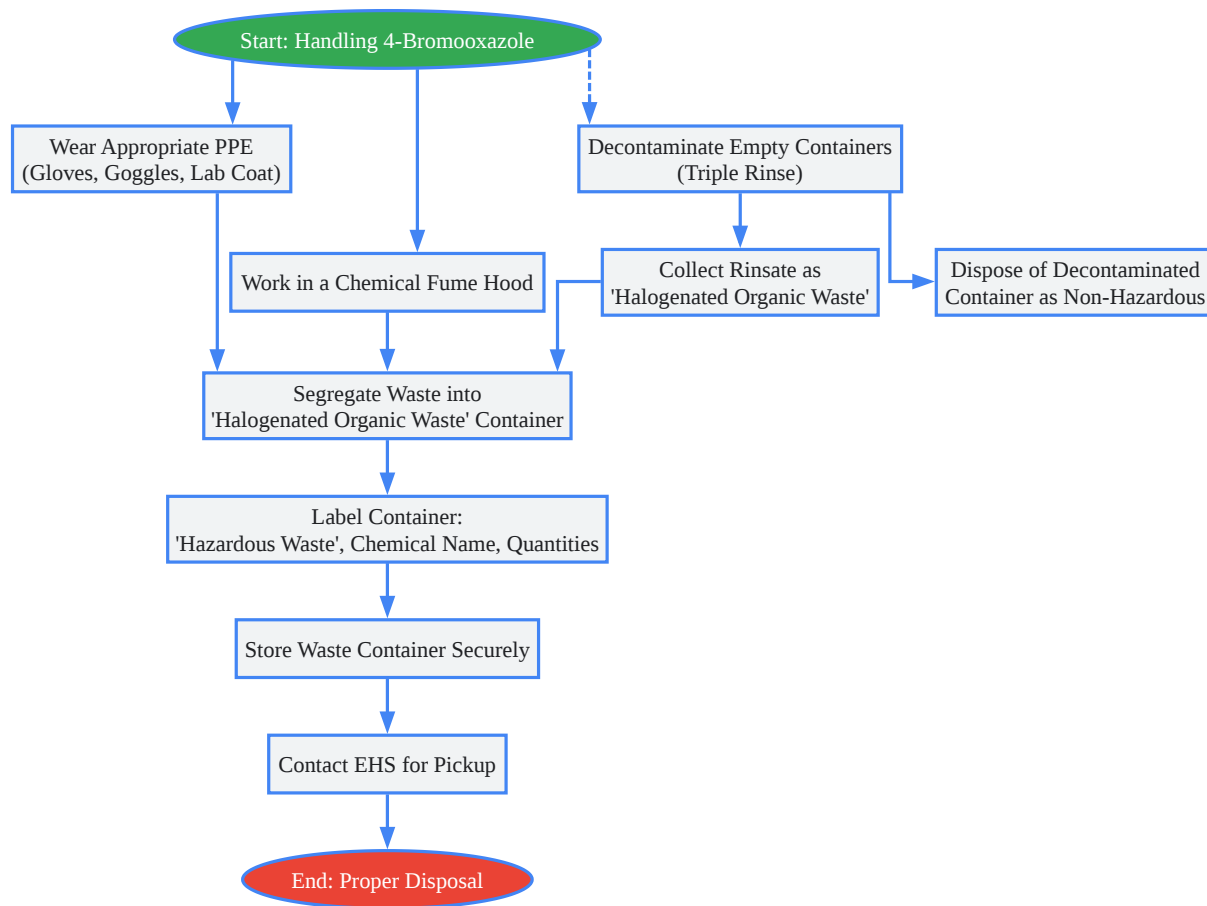 Start: Handling 4-Bromooxazole
Wear Appropriate PPE
(Gloves, Goggles, Lab Coat)
Decontaminate Empty Containers
(Triple Rinse)
Work in a Chemical Fume Hood
Collect Rinsate as
'Halogenated Organic Waste'
Dispose of Decontaminated
Container as Non-Hazardous
Segregate Waste into
'Halogenated Organic Waste' Container
Label Container:
'Hazardous Waste', Chemical Name, Quantities
Store Waste Container Securely
Contact EHS for Pickup
End: Proper Disposal